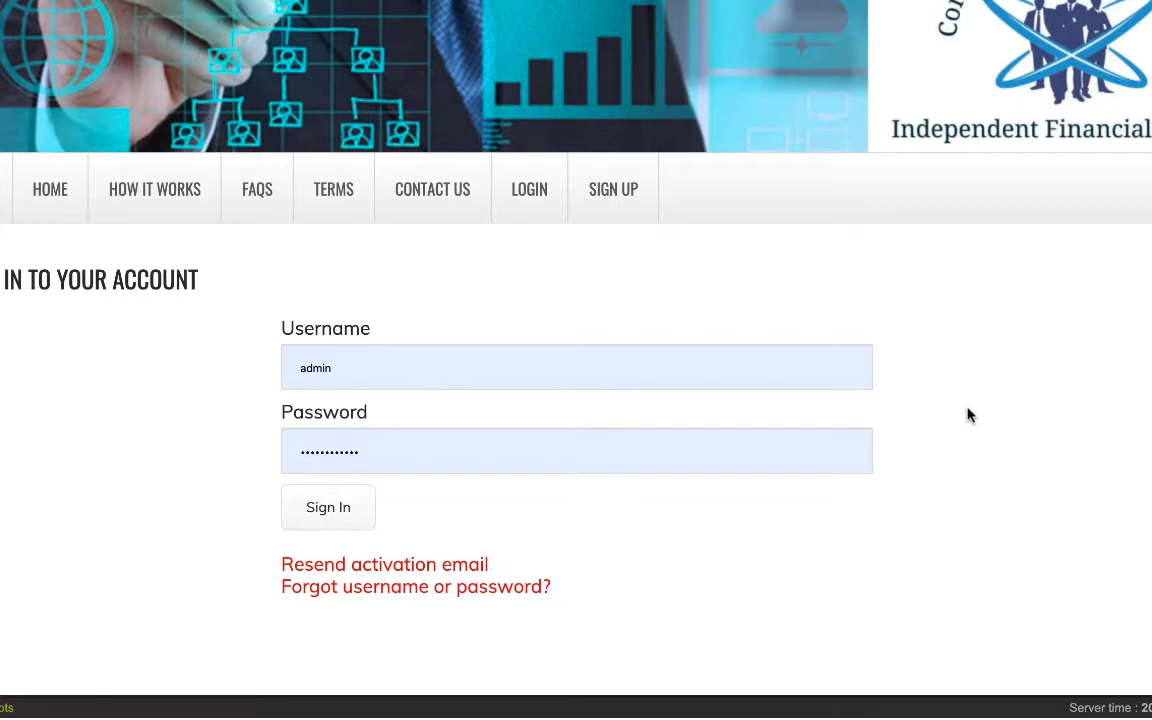 Independent Financial
HOME
HOW IT WORKS
FAQS
TERMS
CONTACT US
LOGIN
SIGN UP
IN TO YOUR ACCOUNT
Username
admin
Password
Sign In
Resend activation email
Forgot username or password?
Server time : 20